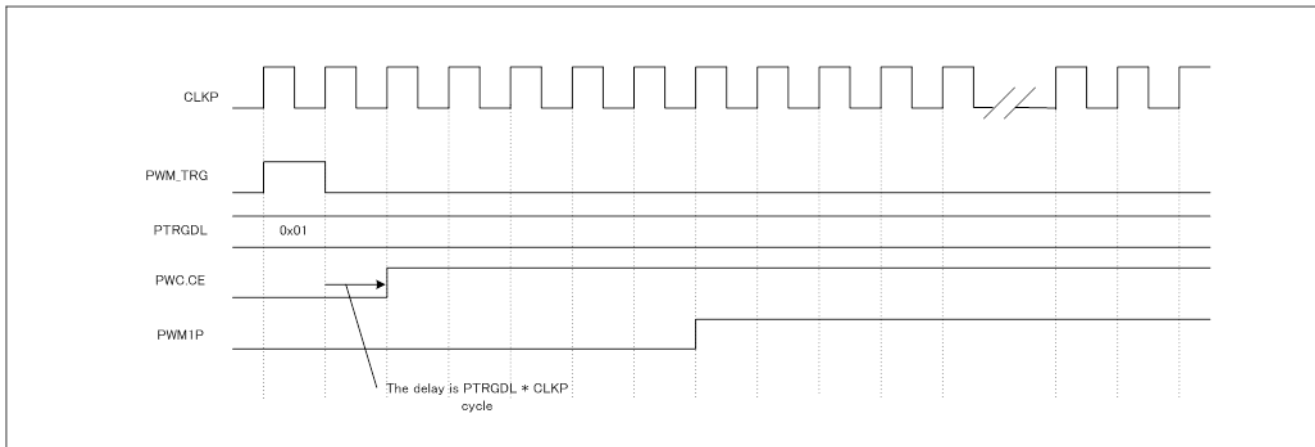 CLKP
PWM_TRG
PTRGDL
0x01
PWC.CE
PWM1P
The delay is PTRGDL * CLKP
cycle